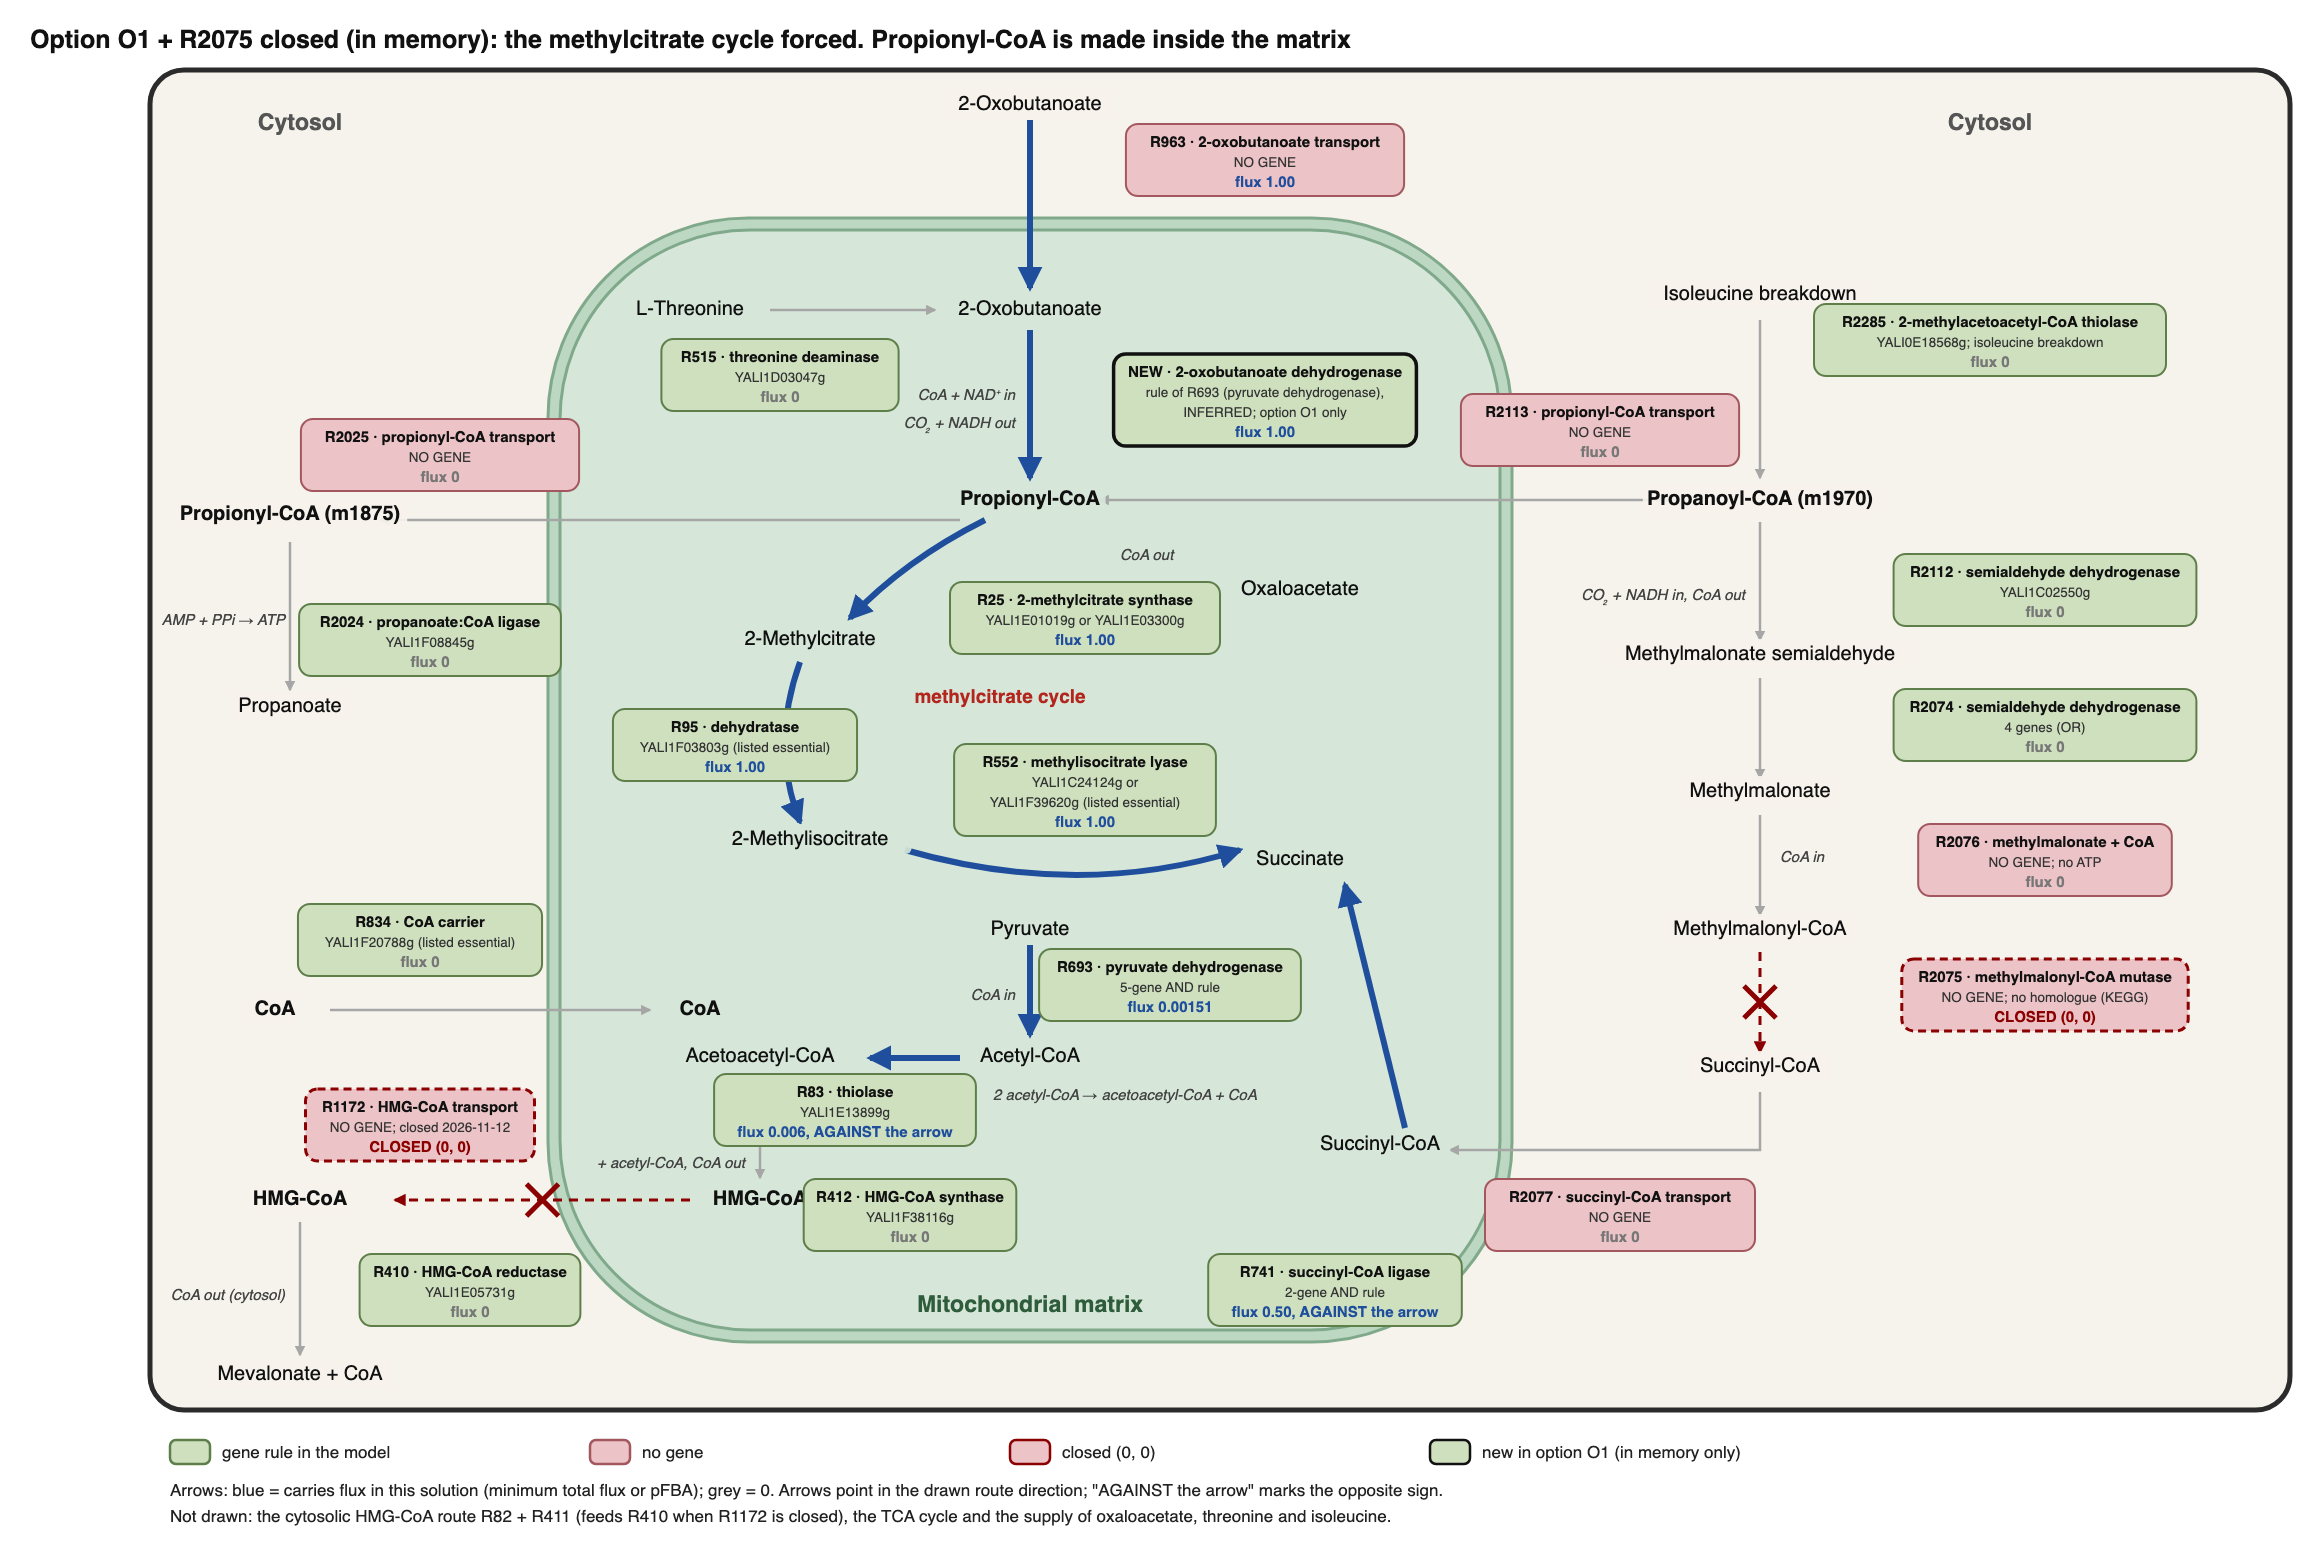 Option O1 + R2075 closed (in memory): the methylcitrate cycle forced. Propionyl-CoA is made inside the matrix
Cytosol
2-Oxobutanoate
Cytosol
R963 · 2-oxobutanoate transport
NO GENE
flux 1.00
L-Threonine
2-Oxobutanoate
R515 · threonine deaminase
YALI1D03047g
flux 0
CoA + NAD⁺ in
CO₂ + NADH out
NEW · 2-oxobutanoate dehydrogenase
rule of R693 (pyruvate dehydrogenase),
INFERRED; option O1 only
flux 1.00
Isoleucine breakdown
R2285 · 2-methylacetoacetyl-CoA thiolase
YALI0E18568g; isoleucine breakdown
flux 0
R2025 · propionyl-CoA transport
NO GENE
flux 0
R2113 · propionyl-CoA transport
NO GENE
flux 0
Propionyl-CoA (m1875)
Propionyl-CoA
Propanoyl-CoA (m1970)
CoA out
AMP + PPi → ATP
R2024 · propanoate:CoA ligase
YALI1F08845g
flux 0
Propanoate
2-Methylcitrate
R25 · 2-methylcitrate synthase
YALI1E01019g or YALI1E03300g
flux 1.00
Oxaloacetate
CO₂ + NADH in, CoA out
R2112 · semialdehyde dehydrogenase
YALI1C02550g
flux 0
Methylmalonate semialdehyde
methylcitrate cycle
R95 · dehydratase
YALI1F03803g (listed essential)
flux 1.00
R2074 · semialdehyde dehydrogenase
4 genes (OR)
flux 0
R552 · methylisocitrate lyase
YALI1C24124g or
YALI1F39620g (listed essential)
flux 1.00
Methylmalonate
2-Methylisocitrate
Succinate
CoA in
R2076 · methylmalonate + CoA
NO GENE; no ATP
flux 0
R834 · CoA carrier
YALI1F20788g (listed essential)
flux 0
Pyruvate
Methylmalonyl-CoA
CoA in
R693 · pyruvate dehydrogenase
5-gene AND rule
flux 0.00151
R2075 · methylmalonyl-CoA mutase
NO GENE; no homologue (KEGG)
CLOSED (0, 0)
CoA
CoA
Acetoacetyl-CoA
Acetyl-CoA
Succinyl-CoA
R83 · thiolase
YALI1E13899g
flux 0.006, AGAINST the arrow
2 acetyl-CoA → acetoacetyl-CoA + CoA
R1172 · HMG-CoA transport
NO GENE; closed 2026-11-12
CLOSED (0, 0)
+ acetyl-CoA, CoA out
Succinyl-CoA
HMG-CoA
HMG-CoA
R412 · HMG-CoA synthase
YALI1F38116g
flux 0
R2077 · succinyl-CoA transport
NO GENE
flux 0
CoA out (cytosol)
R410 · HMG-CoA reductase
YALI1E05731g
flux 0
Mitochondrial matrix
R741 · succinyl-CoA ligase
2-gene AND rule
flux 0.50, AGAINST the arrow
Mevalonate + CoA
gene rule in the model
no gene
closed (0, 0)
new in option O1 (in memory only)
Arrows: blue = carries flux in this solution (minimum total flux or pFBA); grey = 0. Arrows point in the drawn route direction; "AGAINST the arrow" marks the opposite sign.
Not drawn: the cytosolic HMG-CoA route R82 + R411 (feeds R410 when R1172 is closed), the TCA cycle and the supply of oxaloacetate, threonine and isoleucine.